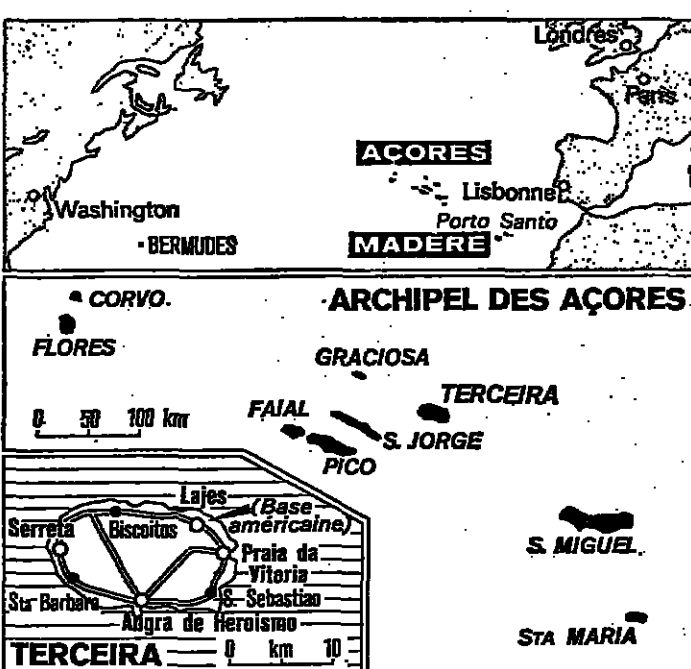 Londres
Paris
AÇORES
Lisbonne
Washington
Porto Santo
BERMUDES
MADERE
CORVO.
ARCHIPEL DES AÇORES
FLORES
GRACIOSA
TERCEIRA
0 50 100 km
FAIAL
S. JORGE
PICO
Lajes
(Base
américaine)
Serreta
Biscoitos
Praia da
Vitoria
S. MIGUEL.
Sta Barbara
S. Sebastiao
Angra de Heroismo
STA MARIA
TERCEIRA
0 km 10